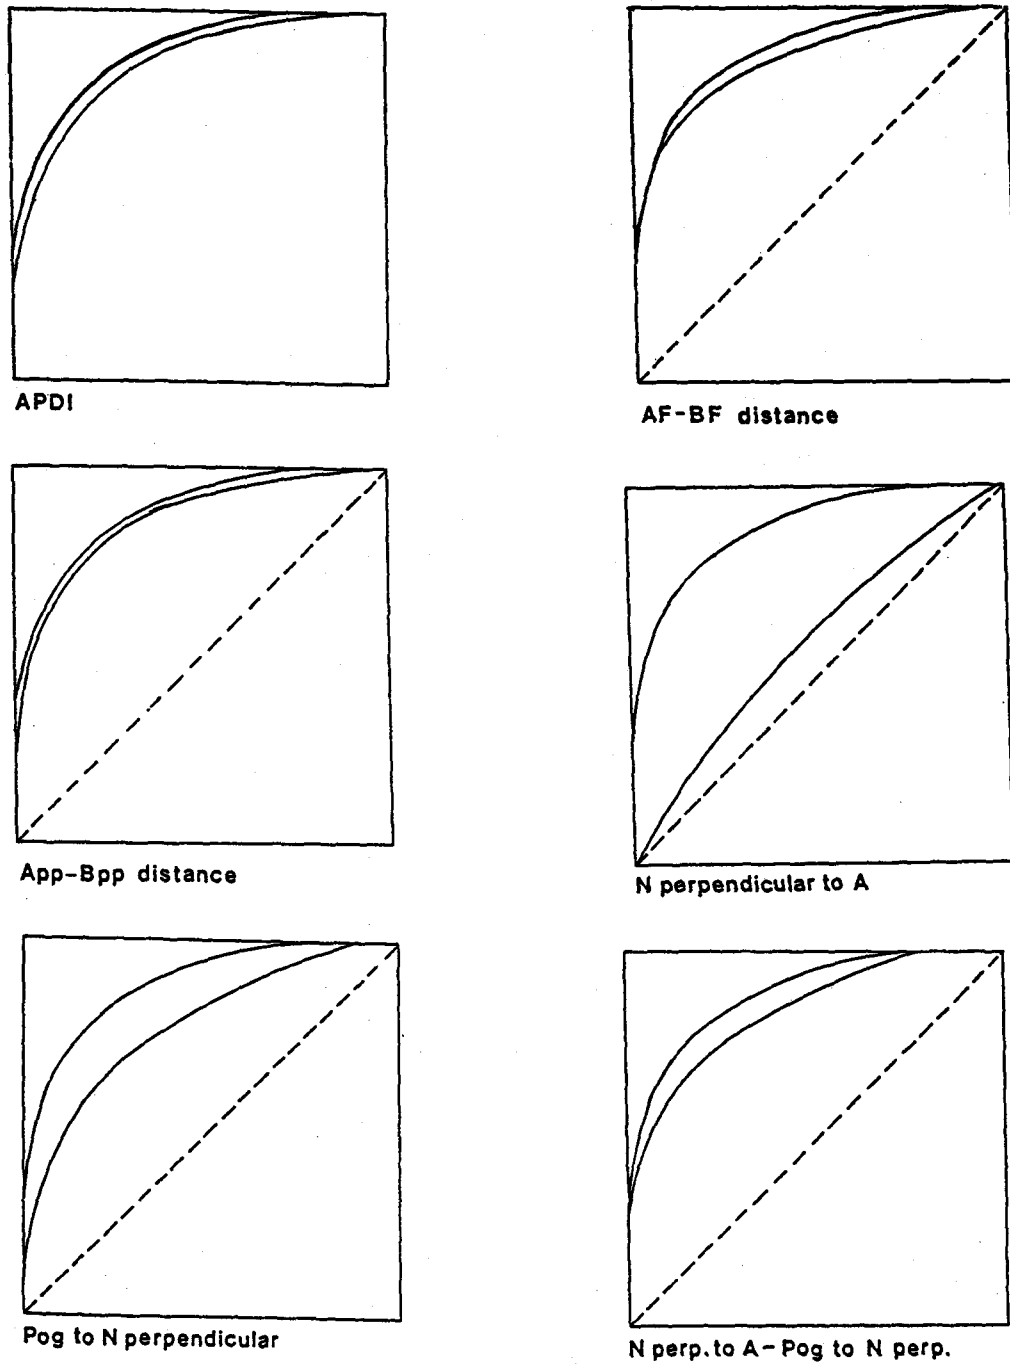 APDI
AF-BF distance
App-Bpp distance
N perpendicular to A
Pog to N perpendicular
N perp. to A - Pog to N perp.